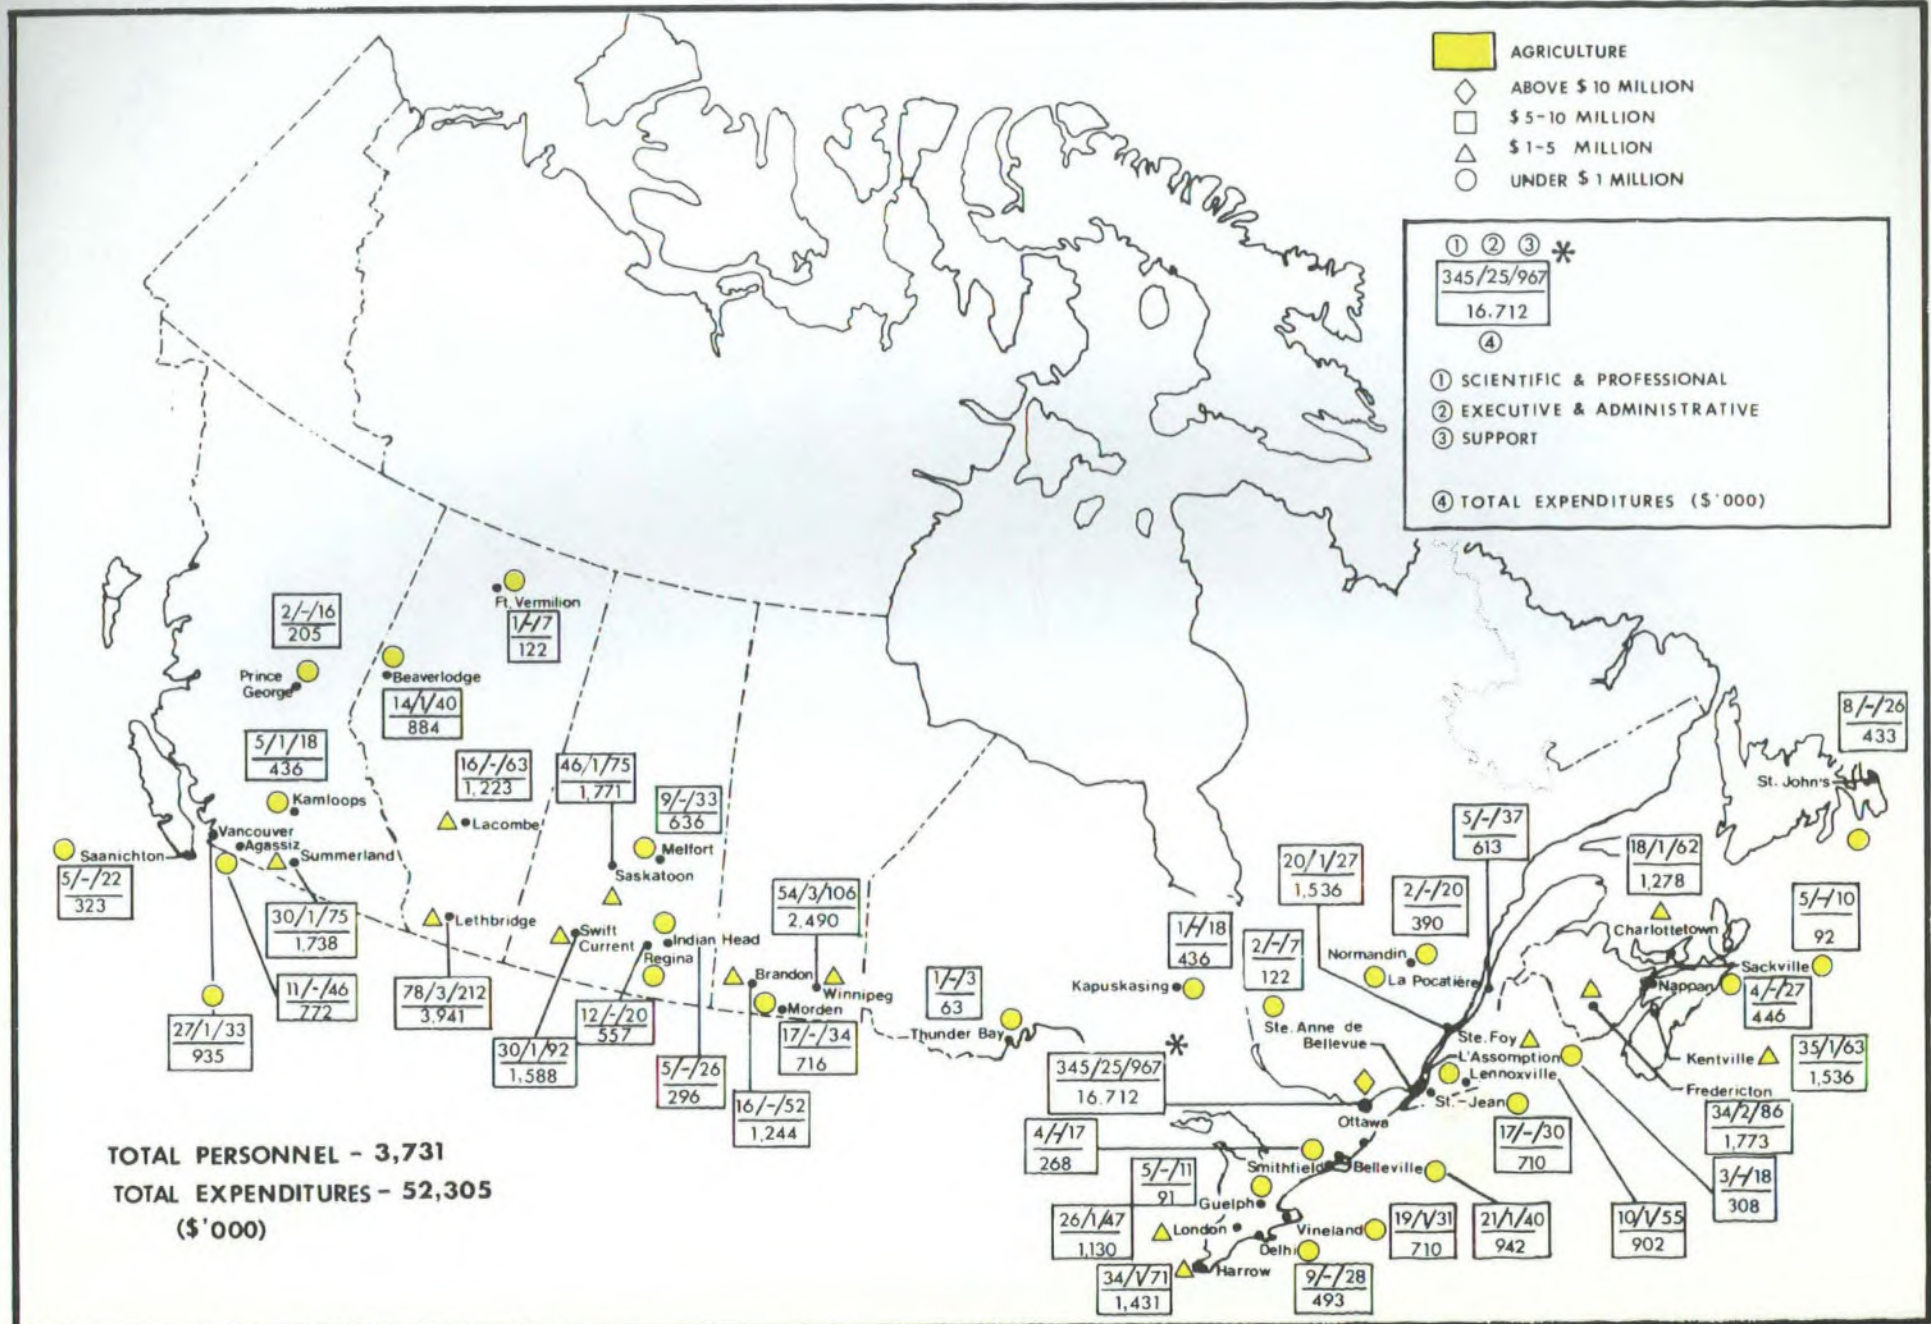 AGRICULTURE
ABOVE $ 10 MILLION
$ 5-10 MILLION
$ 1-5 MILLION
UNDER $ 1 MILLION
① ② ③ *
345/25/967
16.712
④
① SCIENTIFIC & PROFESSIONAL
② EXECUTIVE & ADMINISTRATIVE
③ SUPPORT
④ TOTAL EXPENDITURES ($'000)
Ft. Vermilion
1/-/7
122
2/-/16
205
Prince
George
Beaverlodge
14/1/40
884
5/1/18
436
Kamloops
16/-/63
1,223
Lacombe
46/1/75
1,771
Saskatoon
9/-/33
636
Melfort
Vancouver
Agassiz
Summerland
Saanichton
5/-/22
323
30/1/75
1,738
11/-/46
772
27/1/33
935
Lethbridge
78/3/212
3,941
Swift
Current
30/1/92
1,588
Indian Head
Regina
12/-/20
557
5/-/26
296
54/3/106
2,490
Brandon
Winnipeg
Morden
17/-/34
716
16/-/52
1,244
1/-/3
63
Thunder Bay
Kapuskasing
1/-/18
436
2/-/7
122
Ste. Anne de
Bellevue
20/1/27
1,536
2/-/20
390
Normandin
La Pocatière
5/-/37
613
18/1/62
1,278
Charlottetown
8/-/26
433
St. John's
5/-/10
92
Sackville
Nappan
4/-/27
446
Kentville
35/1/63
1,536
Fredericton
34/2/86
1,773
Ste. Foy
L'Assomption
Lennoxville
St.-Jean
17/-/30
710
3/-/18
308
10/1/55
902
*
345/25/967
16.712
Ottawa
4/-/17
268
Smithfield
Belleville
21/1/40
942
5/-/11
91
Guelph
26/1/47
1,130
London
Vineland
19/1/31
710
Delhi
9/-/28
493
Harrow
34/1/71
1,431
TOTAL PERSONNEL - 3,731
TOTAL EXPENDITURES - 52,305
($'000)